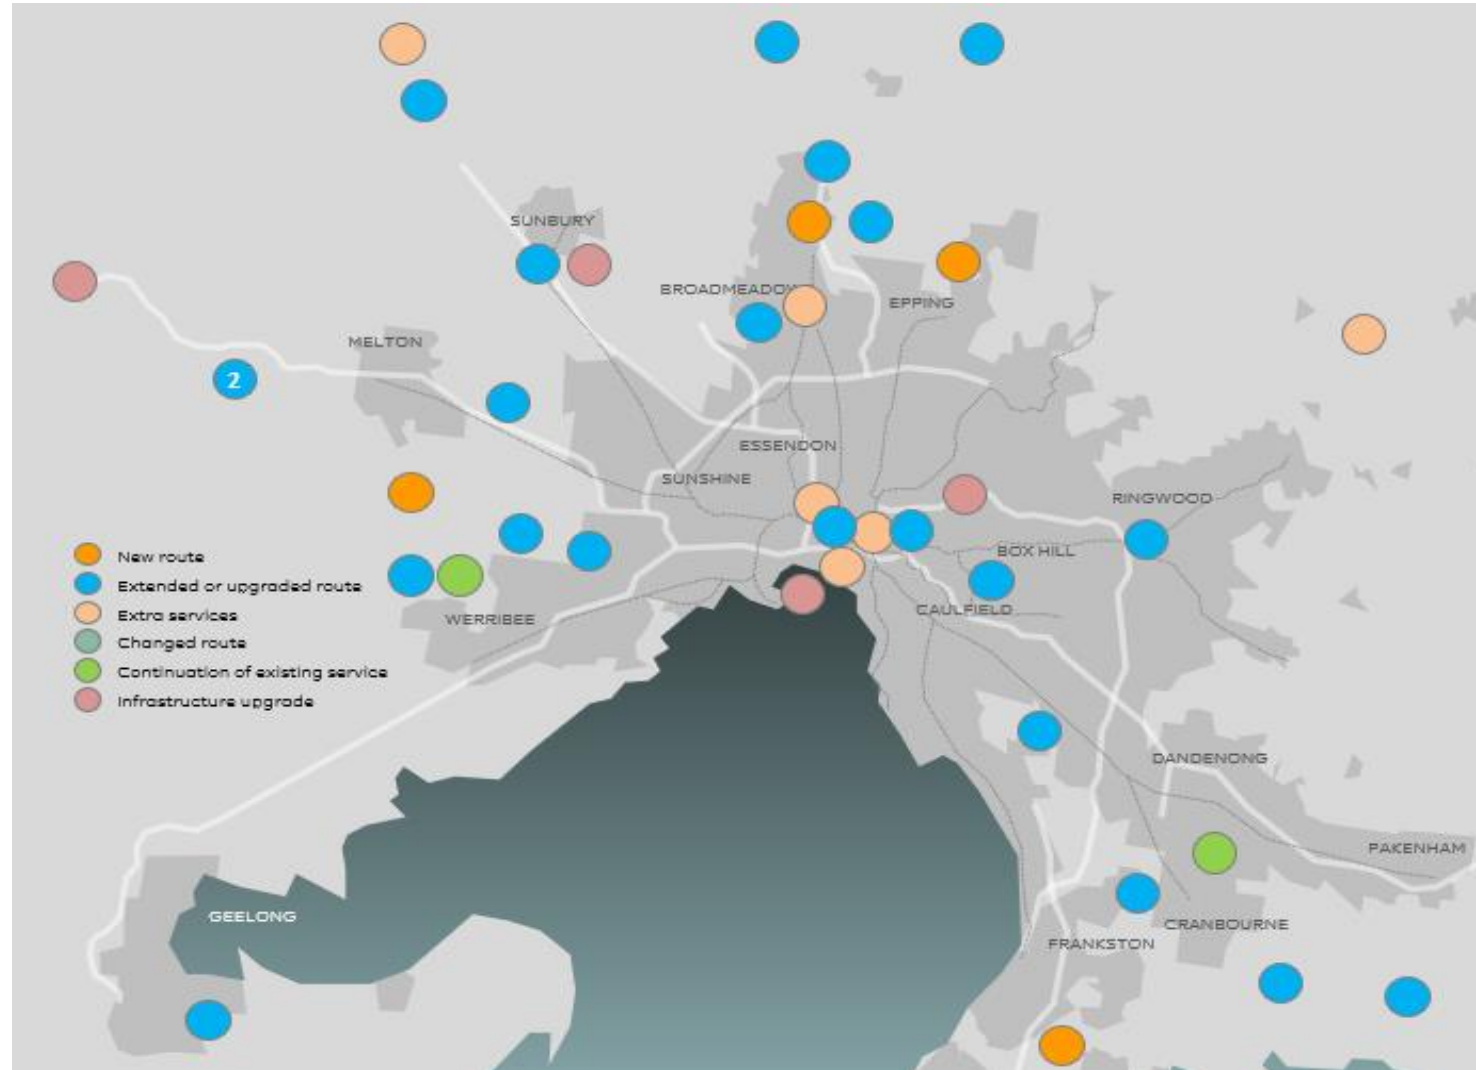 SUNBURY
BROADMEADOW
EPPING
MELTON
2
ESSENDON
SUNSHINE
RINGWOOD
BOX HILL
New route
Extended or upgraded route
Extra services
Changed route
Continuation of existing service
Infrastructure upgrade
WERRIBEE
CAULFIELD
DANDENONG
PAKENHAM
GEELONG
CRANBOURNE
FRANKSTON